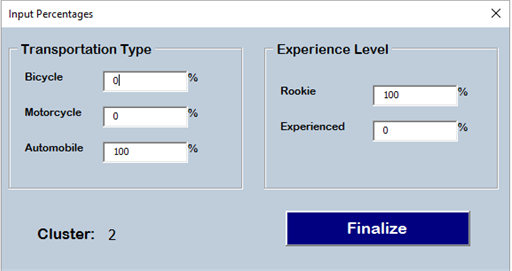 Input Percentages
Transportation Type
Bicycle 0 %
Motorcycle 0 %
Automobile 100 %
Experience Level
Rookie 100 %
Experienced 0 %
Cluster: 2
Finalize